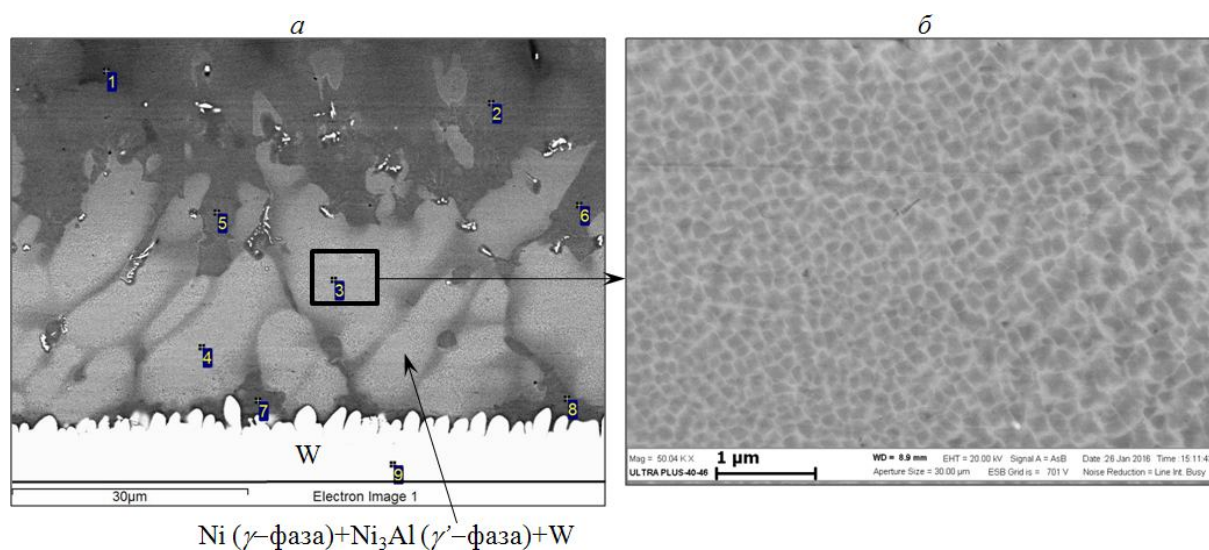 а
б
1
2
5
6
3
4
7
8
W
9
30µm
Electron Image 1
Mag = 50.04 K X
1 µm
WD = 8.9 mm
EHT = 20.00 kV
Signal A = AsB
Date :26 Jan 2016
Time :15:11:43
ULTRA PLUS-40-46
Aperture Size = 30.00 µm
ESB Grid is = 701 V
Noise Reduction = Line Int. Busy
Ni (γ–фаза)+Ni₃Al (γ’–фаза)+W